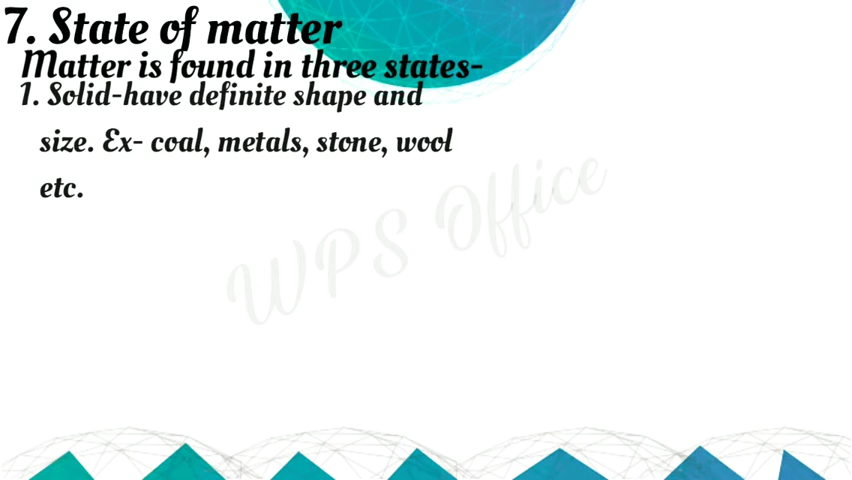 7. State of matter
Matter is found in three states-
1. Solid-have definite shape and
size. Ex- coal, metals, stone, wool
etc.
WPS Office